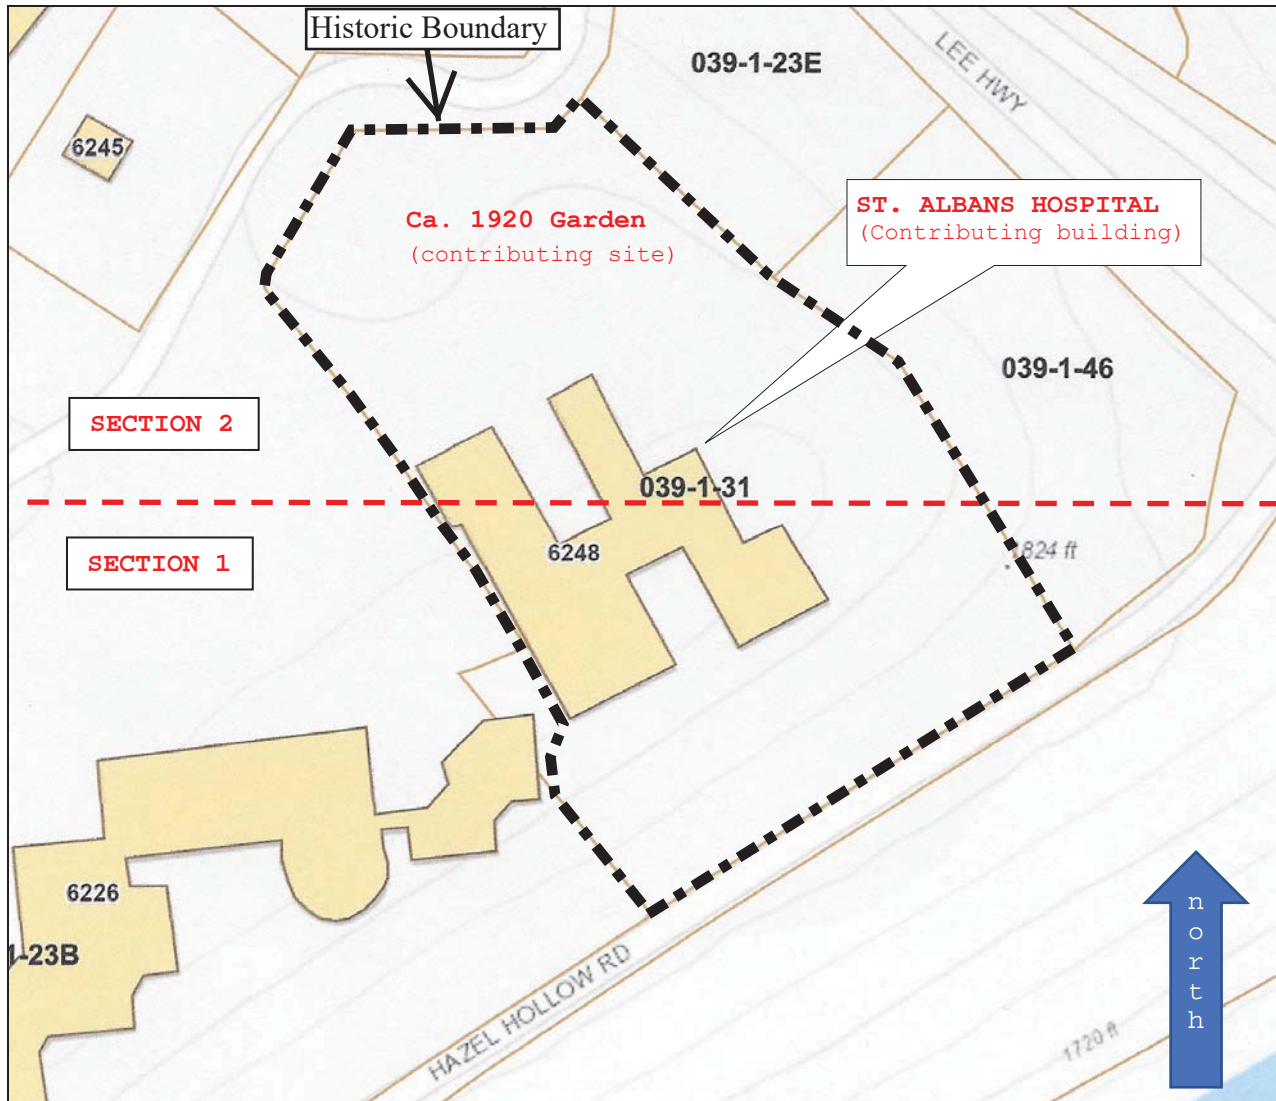 Historic Boundary
039-1-23E
LEE HWY
6245
Ca. 1920 Garden
(contributing site)
ST. ALBANS HOSPITAL
(Contributing building)
039-1-46
SECTION 2
039-1-31
SECTION 1
6248
824 ft
6226
1-23B
HAZEL HOLLOW RD
north
1720 ft